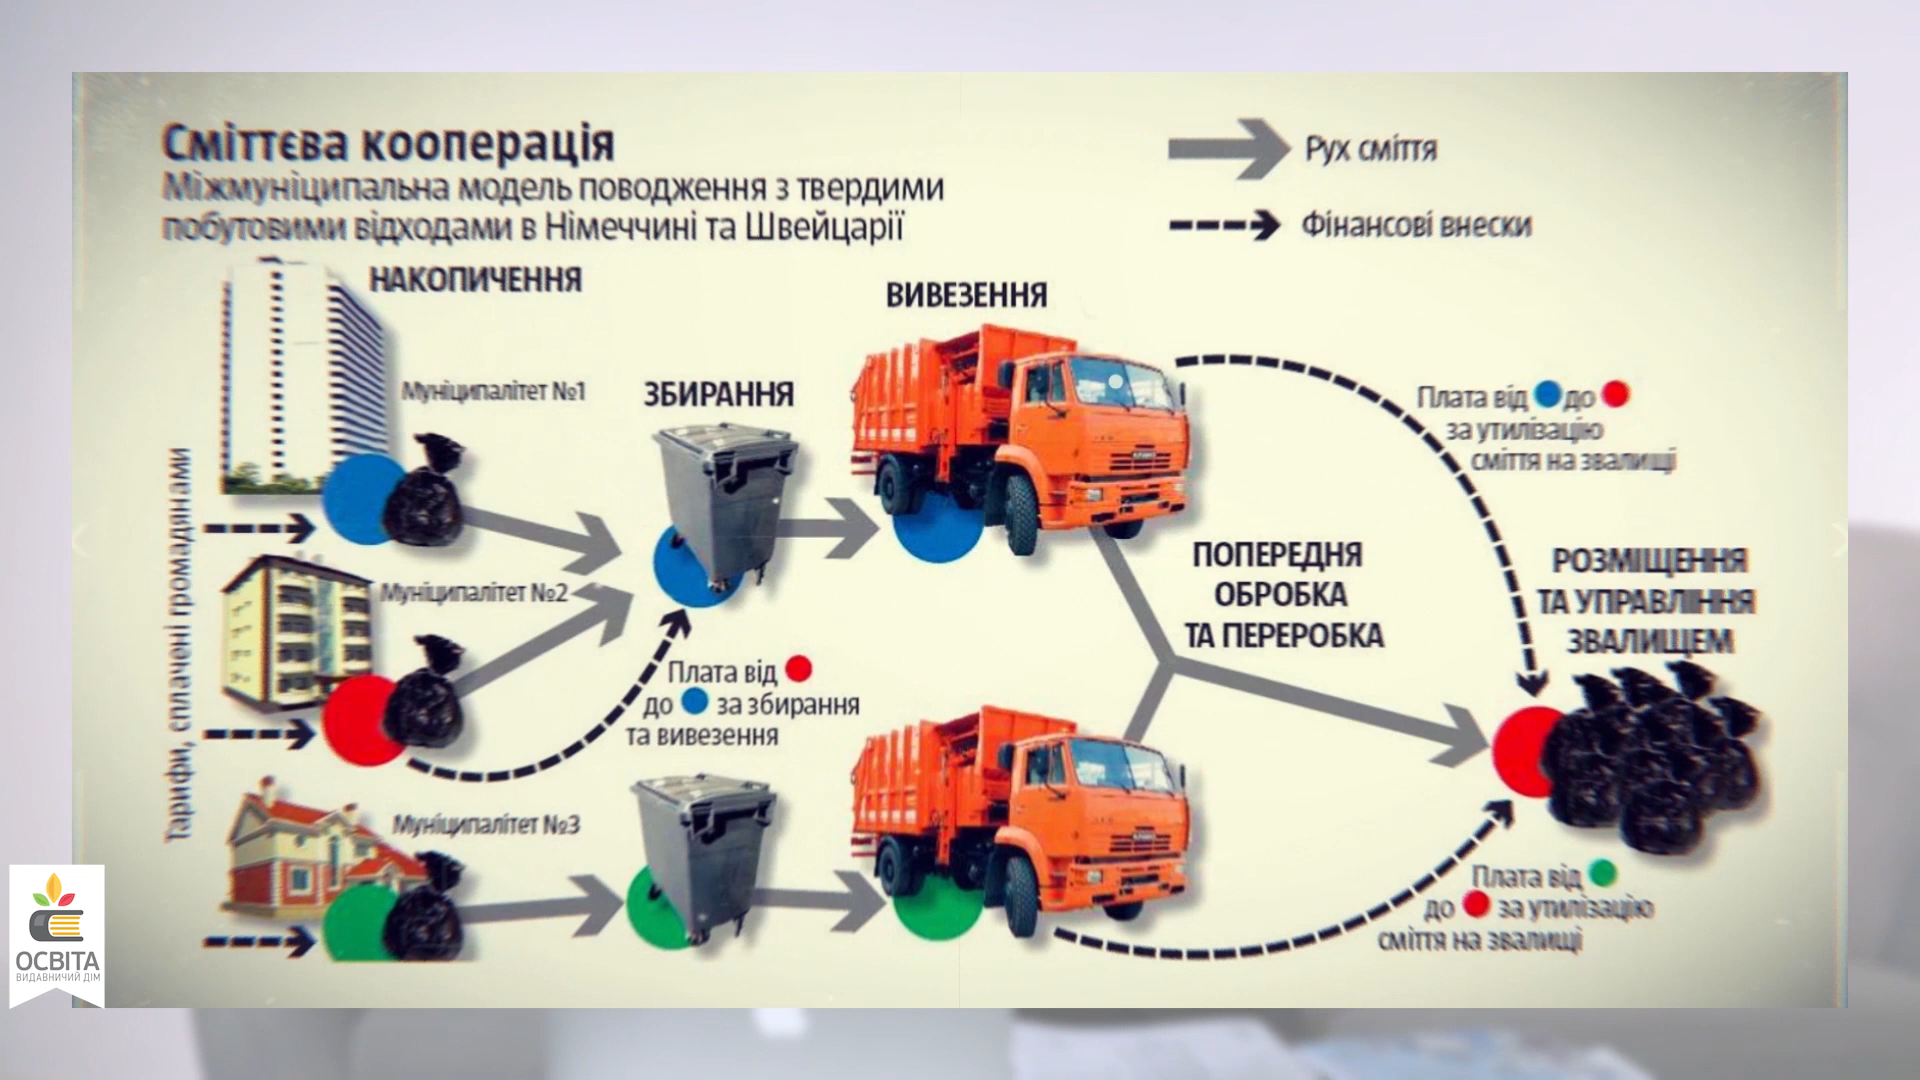 Сміттєва кооперація
Міжмуніципальна модель поводження з твердими
побутовими відходами в Німеччині та Швейцарії
Рух сміття
Фінансові внески
НАКОПИЧЕННЯ
ВИВЕЗЕННЯ
Муніципалітет №1
ЗБИРАННЯ
Плата від до
за утилізацію
сміття на звалищі
Тарифи, сплачені громадянами
Муніципалітет №2
ПОПЕРЕДНЯ
ОБРОБКА
ТА ПЕРЕРОБКА
РОЗМІЩЕННЯ
ТА УПРАВЛІННЯ
ЗВАЛИЩЕМ
Плата від
до за збирання
та вивезення
Муніципалітет №3
Плата від
до за утилізацію
сміття на звалищі
ОСВІТА
ВИДАВНИЧИЙ ДІМ